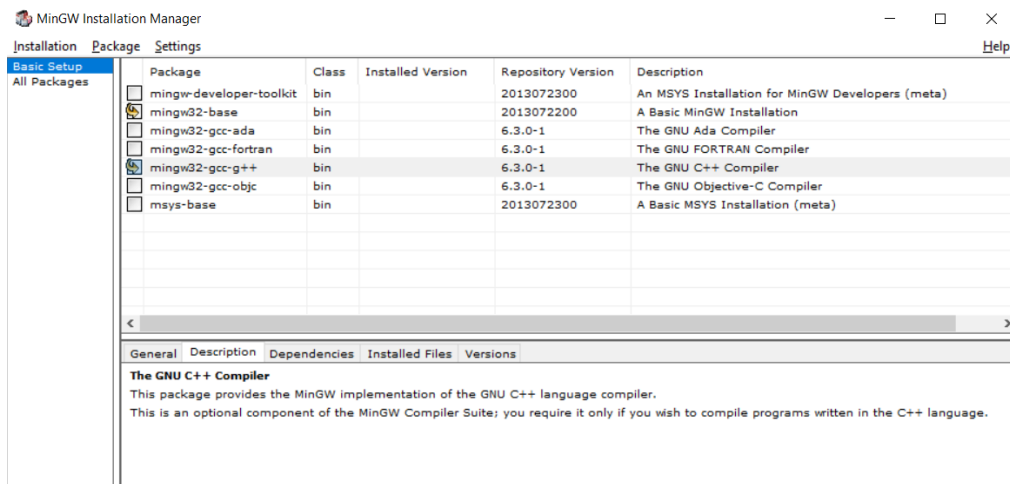 MinGW Installation Manager
Installation Package Settings Help
Basic Setup
All Packages
Package Class Installed Version Repository Version Description
mingw-developer-toolkit bin 2013072300 An MSYS Installation for MinGW Developers (meta)
mingw32-base bin 2013072200 A Basic MinGW Installation
mingw32-gcc-ada bin 6.3.0-1 The GNU Ada Compiler
mingw32-gcc-fortran bin 6.3.0-1 The GNU FORTRAN Compiler
mingw32-gcc-g++ bin 6.3.0-1 The GNU C++ Compiler
mingw32-gcc-objc bin 6.3.0-1 The GNU Objective-C Compiler
msys-base bin 2013072300 A Basic MSYS Installation (meta)
General Description Dependencies Installed Files Versions
The GNU C++ Compiler
This package provides the MinGW implementation of the GNU C++ language compiler.
This is an optional component of the MinGW Compiler Suite; you require it only if you wish to compile programs written in the C++ language.